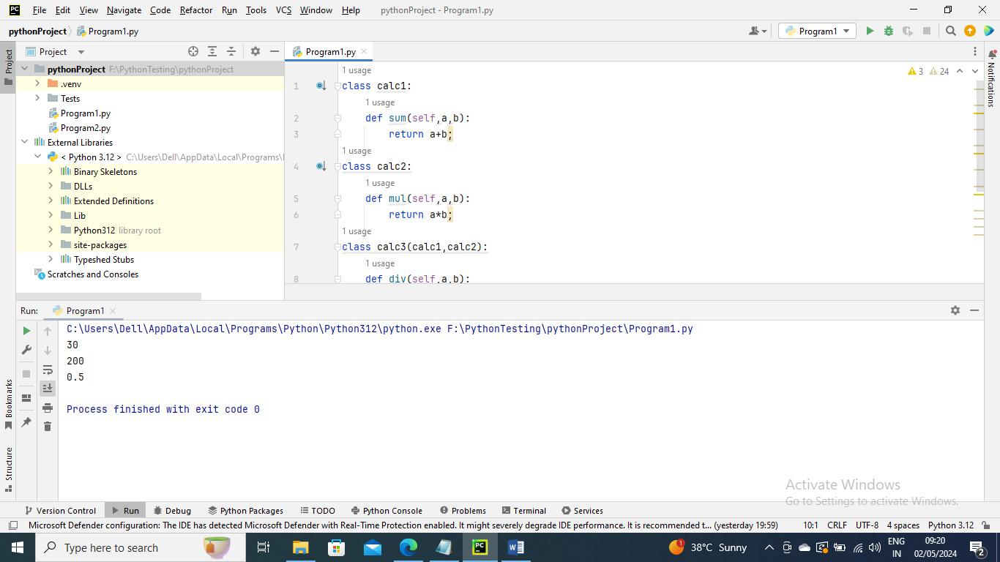 PC File Edit View Navigate Code Refactor Run Tools VCS Window Help pythonProject - Program1.py
pythonProject Program1.py Program1
Project
Project
pythonProject F:\PythonTesting\pythonProject
.venv
Tests
Program1.py
Program2.py
External Libraries
< Python 3.12 > C:\Users\Dell\AppData\Local\Programs\
Binary Skeletons
DLLs
Extended Definitions
Lib
Python312 library root
site-packages
Typeshed Stubs
Scratches and Consoles
Program1.py
3 24
1 usage
1 class calc1:
1 usage
2 def sum(self,a,b):
3 return a+b;
1 usage
4 class calc2:
1 usage
5 def mul(self,a,b):
6 return a*b;
1 usage
7 class calc3(calc1,calc2):
1 usage
8 def div(self,a,b):
Notifications
Run: Program1
C:\Users\Dell\AppData\Local\Programs\Python\Python312\python.exe F:\PythonTesting\pythonProject\Program1.py
30
200
0.5
Process finished with exit code 0
Bookmarks
Structure
Activate Windows
Go to Settings to activate Windows.
Version Control Run Debug Python Packages TODO Python Console Problems Terminal Services
Microsoft Defender configuration: The IDE has detected Microsoft Defender with Real-Time Protection enabled. It might severely degrade IDE performance. It is recommended t... (yesterday 19:59) 10:1 CRLF UTF-8 4 spaces Python 3.12
Type here to search PC W 1 38°C Sunny ENG 09:20
IN 02/05/2024 2